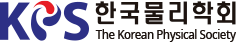 KPS 한국물리학회
The Korean Physical Society